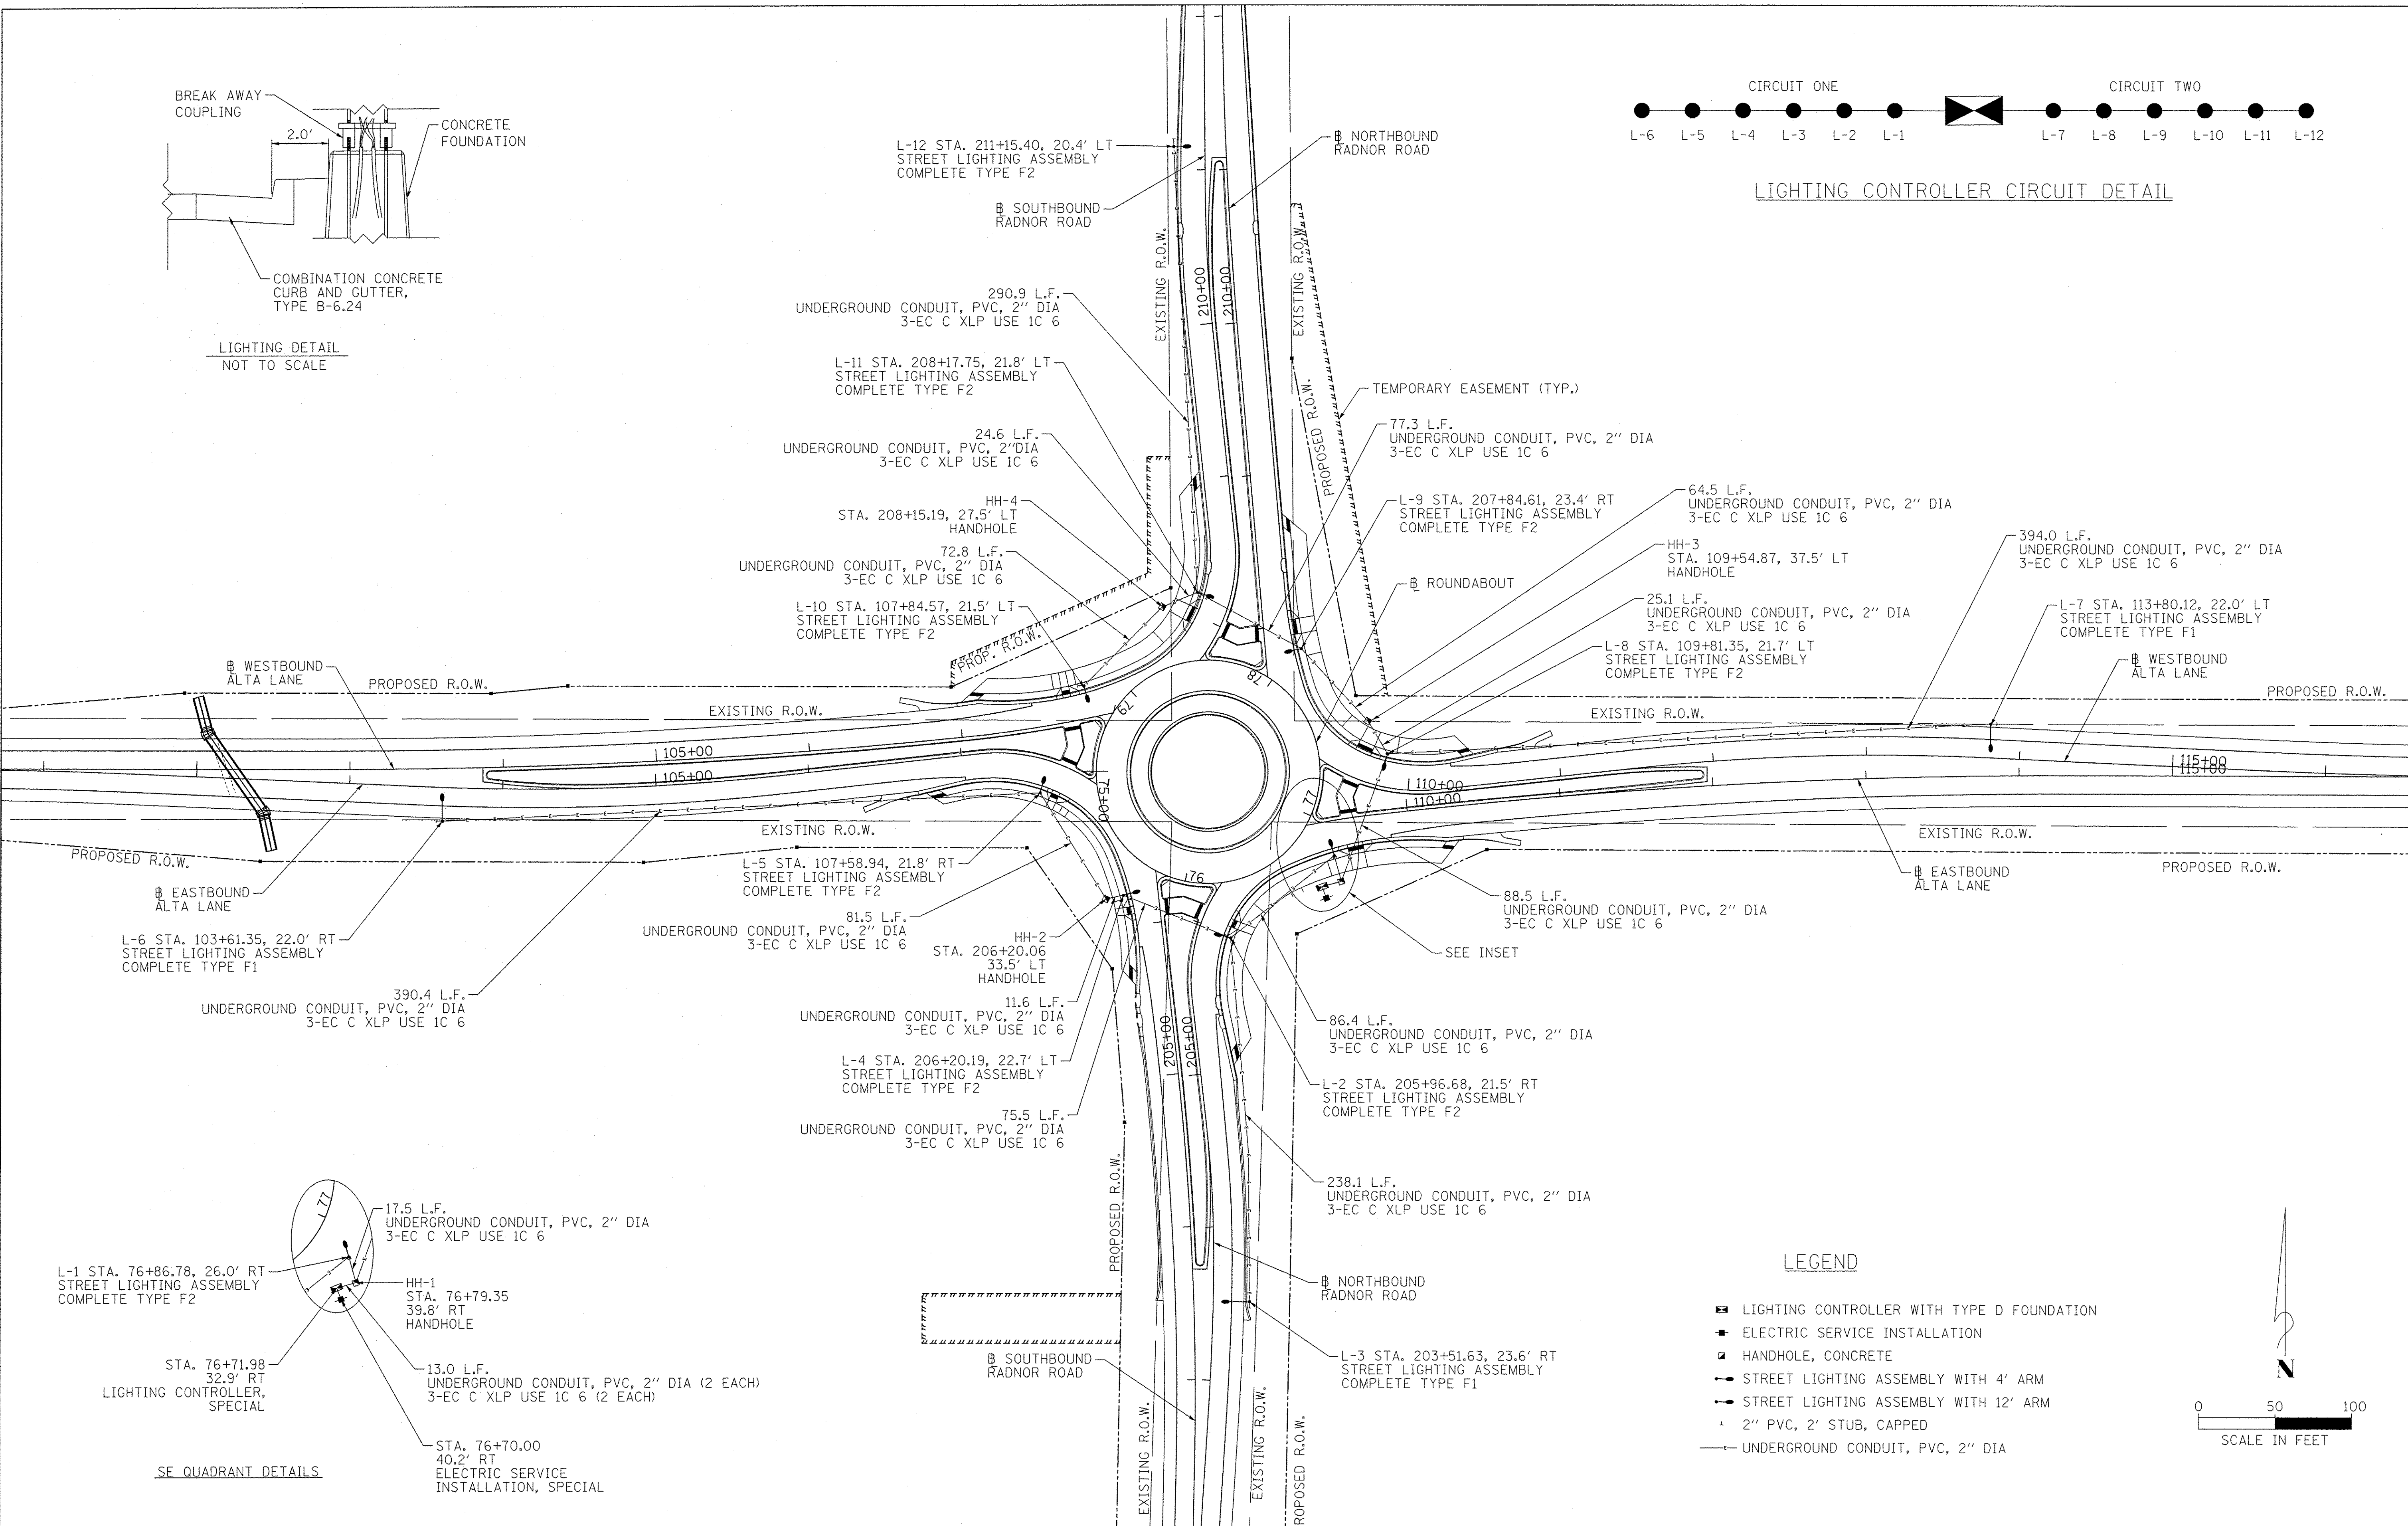 BREAK AWAY
COUPLING
2.0'
CONCRETE
FOUNDATION
COMBINATION CONCRETE
CURB AND GUTTER,
TYPE B-6.24
LIGHTING DETAIL
NOT TO SCALE
CIRCUIT ONE
CIRCUIT TWO
L-6 L-5 L-4 L-3 L-2 L-1 L-7 L-8 L-9 L-10 L-11 L-12
LIGHTING CONTROLLER CIRCUIT DETAIL
L-12 STA. 211+15.40, 20.4' LT
STREET LIGHTING ASSEMBLY
COMPLETE TYPE F2
℄ NORTHBOUND
RADNOR ROAD
℄ SOUTHBOUND
RADNOR ROAD
EXISTING R.O.W.
210+00
210+00
EXISTING R.O.W.
290.9 L.F.
UNDERGROUND CONDUIT, PVC, 2" DIA
3-EC C XLP USE 1C 6
L-11 STA. 208+17.75, 21.8' LT
STREET LIGHTING ASSEMBLY
COMPLETE TYPE F2
24.6 L.F.
UNDERGROUND CONDUIT, PVC, 2"DIA
3-EC C XLP USE 1C 6
HH-4
STA. 208+15.19, 27.5' LT
HANDHOLE
72.8 L.F.
UNDERGROUND CONDUIT, PVC, 2" DIA
3-EC C XLP USE 1C 6
L-10 STA. 107+84.57, 21.5' LT
STREET LIGHTING ASSEMBLY
COMPLETE TYPE F2
PROP. R.O.W.
PROPOSED R.O.W.
TEMPORARY EASEMENT (TYP.)
77.3 L.F.
UNDERGROUND CONDUIT, PVC, 2" DIA
3-EC C XLP USE 1C 6
L-9 STA. 207+84.61, 23.4' RT
STREET LIGHTING ASSEMBLY
COMPLETE TYPE F2
64.5 L.F.
UNDERGROUND CONDUIT, PVC, 2" DIA
3-EC C XLP USE 1C 6
HH-3
STA. 109+54.87, 37.5' LT
HANDHOLE
℄ ROUNDABOUT
25.1 L.F.
UNDERGROUND CONDUIT, PVC, 2" DIA
3-EC C XLP USE 1C 6
L-8 STA. 109+81.35, 21.7' LT
STREET LIGHTING ASSEMBLY
COMPLETE TYPE F2
394.0 L.F.
UNDERGROUND CONDUIT, PVC, 2" DIA
3-EC C XLP USE 1C 6
L-7 STA. 113+80.12, 22.0' LT
STREET LIGHTING ASSEMBLY
COMPLETE TYPE F1
℄ WESTBOUND
ALTA LANE
PROPOSED R.O.W.
℄ WESTBOUND
ALTA LANE
PROPOSED R.O.W.
EXISTING R.O.W.
EXISTING R.O.W.
105+00
105+00
78
79
75+00
76
77
110+00
110+00
115+00
115+00
EXISTING R.O.W.
EXISTING R.O.W.
PROPOSED R.O.W.
PROPOSED R.O.W.
℄ EASTBOUND
ALTA LANE
℄ EASTBOUND
ALTA LANE
L-6 STA. 103+61.35, 22.0' RT
STREET LIGHTING ASSEMBLY
COMPLETE TYPE F1
390.4 L.F.
UNDERGROUND CONDUIT, PVC, 2" DIA
3-EC C XLP USE 1C 6
L-5 STA. 107+58.94, 21.8' RT
STREET LIGHTING ASSEMBLY
COMPLETE TYPE F2
81.5 L.F.
UNDERGROUND CONDUIT, PVC, 2" DIA
3-EC C XLP USE 1C 6
HH-2
STA. 206+20.06
33.5' LT
HANDHOLE
11.6 L.F.
UNDERGROUND CONDUIT, PVC, 2" DIA
3-EC C XLP USE 1C 6
L-4 STA. 206+20.19, 22.7' LT
STREET LIGHTING ASSEMBLY
COMPLETE TYPE F2
75.5 L.F.
UNDERGROUND CONDUIT, PVC, 2" DIA
3-EC C XLP USE 1C 6
205+00
205+00
88.5 L.F.
UNDERGROUND CONDUIT, PVC, 2" DIA
3-EC C XLP USE 1C 6
SEE INSET
86.4 L.F.
UNDERGROUND CONDUIT, PVC, 2" DIA
3-EC C XLP USE 1C 6
L-2 STA. 205+96.68, 21.5' RT
STREET LIGHTING ASSEMBLY
COMPLETE TYPE F2
238.1 L.F.
UNDERGROUND CONDUIT, PVC, 2" DIA
3-EC C XLP USE 1C 6
℄ NORTHBOUND
RADNOR ROAD
L-3 STA. 203+51.63, 23.6' RT
STREET LIGHTING ASSEMBLY
COMPLETE TYPE F1
℄ SOUTHBOUND
RADNOR ROAD
PROPOSED R.O.W.
EXISTING R.O.W.
EXISTING R.O.W.
ROPOSED R.O.W.
77
17.5 L.F.
UNDERGROUND CONDUIT, PVC, 2" DIA
3-EC C XLP USE 1C 6
L-1 STA. 76+86.78, 26.0' RT
STREET LIGHTING ASSEMBLY
COMPLETE TYPE F2
HH-1
STA. 76+79.35
39.8' RT
HANDHOLE
STA. 76+71.98
32.9' RT
LIGHTING CONTROLLER,
SPECIAL
13.0 L.F.
UNDERGROUND CONDUIT, PVC, 2" DIA (2 EACH)
3-EC C XLP USE 1C 6 (2 EACH)
STA. 76+70.00
40.2' RT
ELECTRIC SERVICE
INSTALLATION, SPECIAL
SE QUADRANT DETAILS
LEGEND
LIGHTING CONTROLLER WITH TYPE D FOUNDATION
ELECTRIC SERVICE INSTALLATION
HANDHOLE, CONCRETE
STREET LIGHTING ASSEMBLY WITH 4' ARM
STREET LIGHTING ASSEMBLY WITH 12' ARM
2" PVC, 2' STUB, CAPPED
UNDERGROUND CONDUIT, PVC, 2" DIA
N
0 50 100
SCALE IN FEET